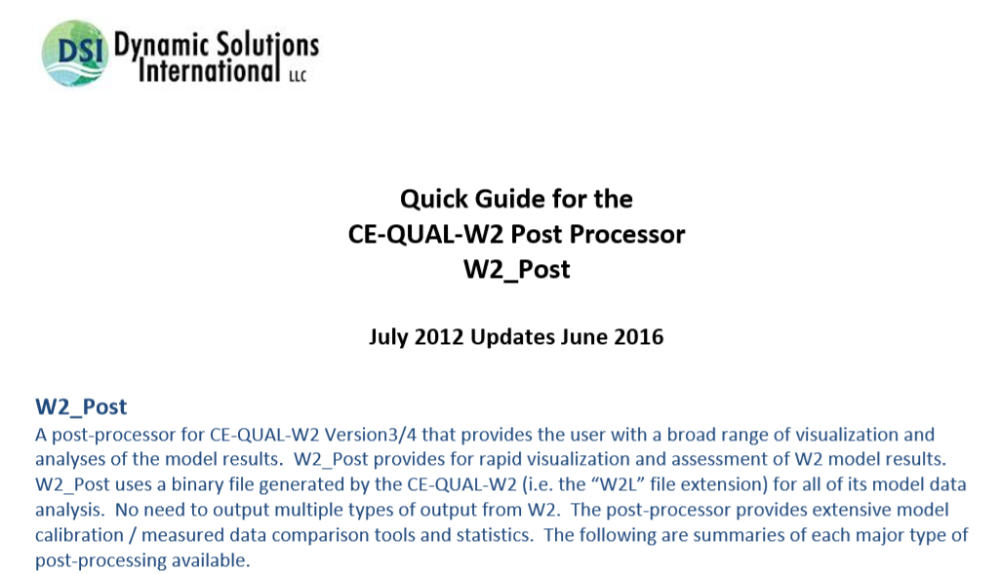 DSI Dynamic Solutions
International LLC
Quick Guide for the
CE-QUAL-W2 Post Processor
W2_Post
July 2012 Updates June 2016
W2_Post
A post-processor for CE-QUAL-W2 Version3/4 that provides the user with a broad range of visualization and
analyses of the model results.  W2_Post provides for rapid visualization and assessment of W2 model results.
W2_Post uses a binary file generated by the CE-QUAL-W2 (i.e. the “W2L” file extension) for all of its model data
analysis.  No need to output multiple types of output from W2.  The post-processor provides extensive model
calibration / measured data comparison tools and statistics.  The following are summaries of each major type of
post-processing available.